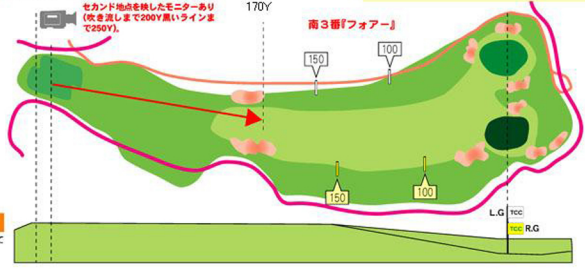 セカンド地点を映したモニターあり
(吹き流しまで200Y黒いラインま
で250Y)。
170Y
南3番『フォアー』
150
100
150
100
L.G TCC
TCC R.G
て